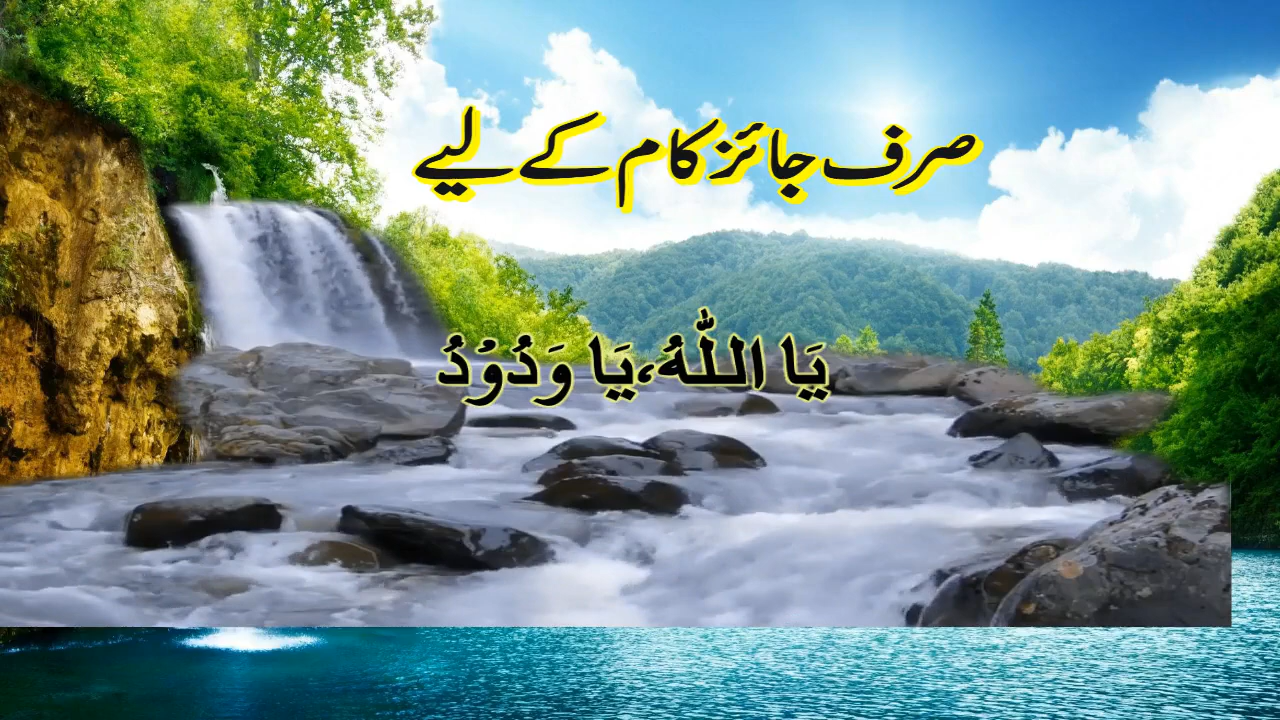 صرف جائز کام کے لیے
یَا اللّٰہُ،یَا وَدُوْدُ